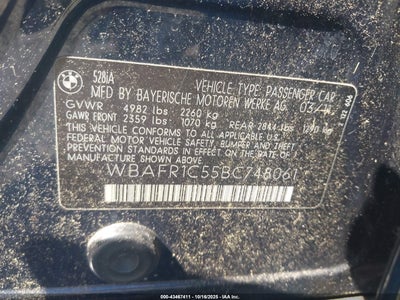 BMW
528iA
VEHICLE TYPE: PASSENGER CAR
MFD BY BAYERISCHE MOTOREN WERKE AG 03/11
GVWR 4982 lbs 2260 kg
GAWR FRONT 2359 lbs 1070 kg REAR 2844 lbs 1290 kg
THIS VEHICLE CONFORMS TO ALL APPLICABLE
FEDERAL MOTOR VEHICLE SAFETY, BUMPER AND THEFT
PREVENTION STANDARDS IN EFFECT ON THE DATE OF
MANUFACTURE SHOWN ABOVE
WBAFR1C55BC748061
000-43467411 - 10/16/2025 - IAA Holdings, LLC